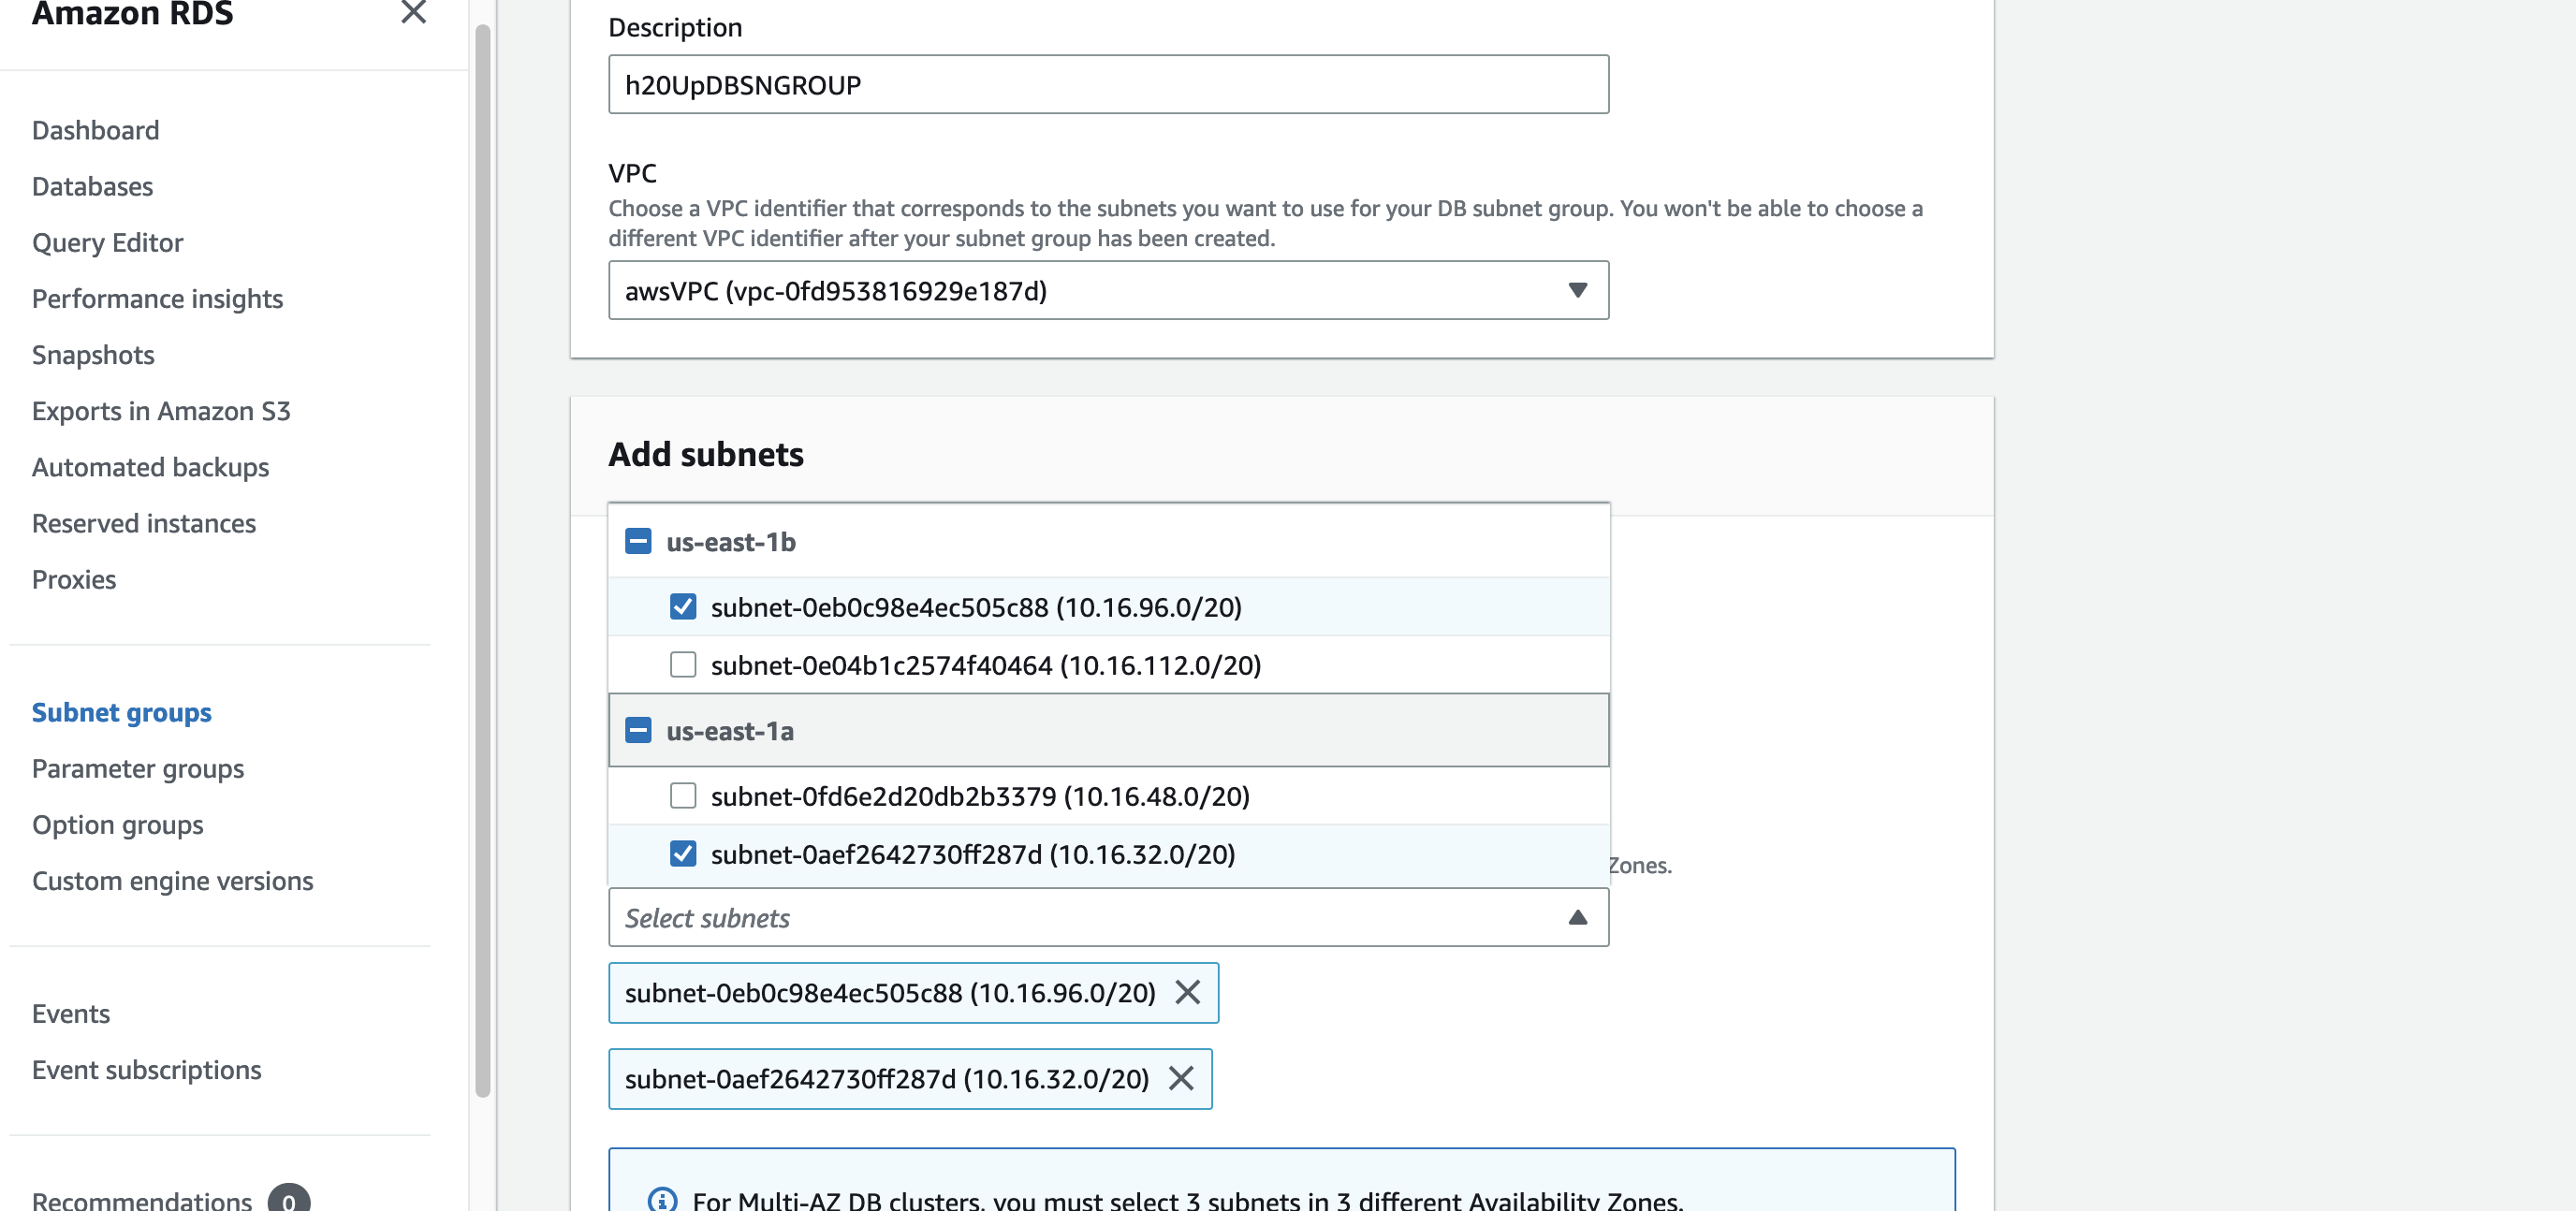 Amazon RDS
Dashboard
Databases
Query Editor
Performance insights
Snapshots
Exports in Amazon S3
Automated backups
Reserved instances
Proxies
Subnet groups
Parameter groups
Option groups
Custom engine versions
Events
Event subscriptions
Recommendations 0
Description
h20UpDBSNGROUP
VPC
Choose a VPC identifier that corresponds to the subnets you want to use for your DB subnet group. You won't be able to choose a
different VPC identifier after your subnet group has been created.
awsVPC (vpc-0fd953816929e187d)
Add subnets
us-east-1b
subnet-0eb0c98e4ec505c88 (10.16.96.0/20)
subnet-0e04b1c2574f40464 (10.16.112.0/20)
us-east-1a
subnet-0fd6e2d20db2b3379 (10.16.48.0/20)
subnet-0aef2642730ff287d (10.16.32.0/20)
Zones.
Select subnets
subnet-0eb0c98e4ec505c88 (10.16.96.0/20)
subnet-0aef2642730ff287d (10.16.32.0/20)
For Multi-AZ DB clusters, you must select 3 subnets in 3 different Availability Zones.